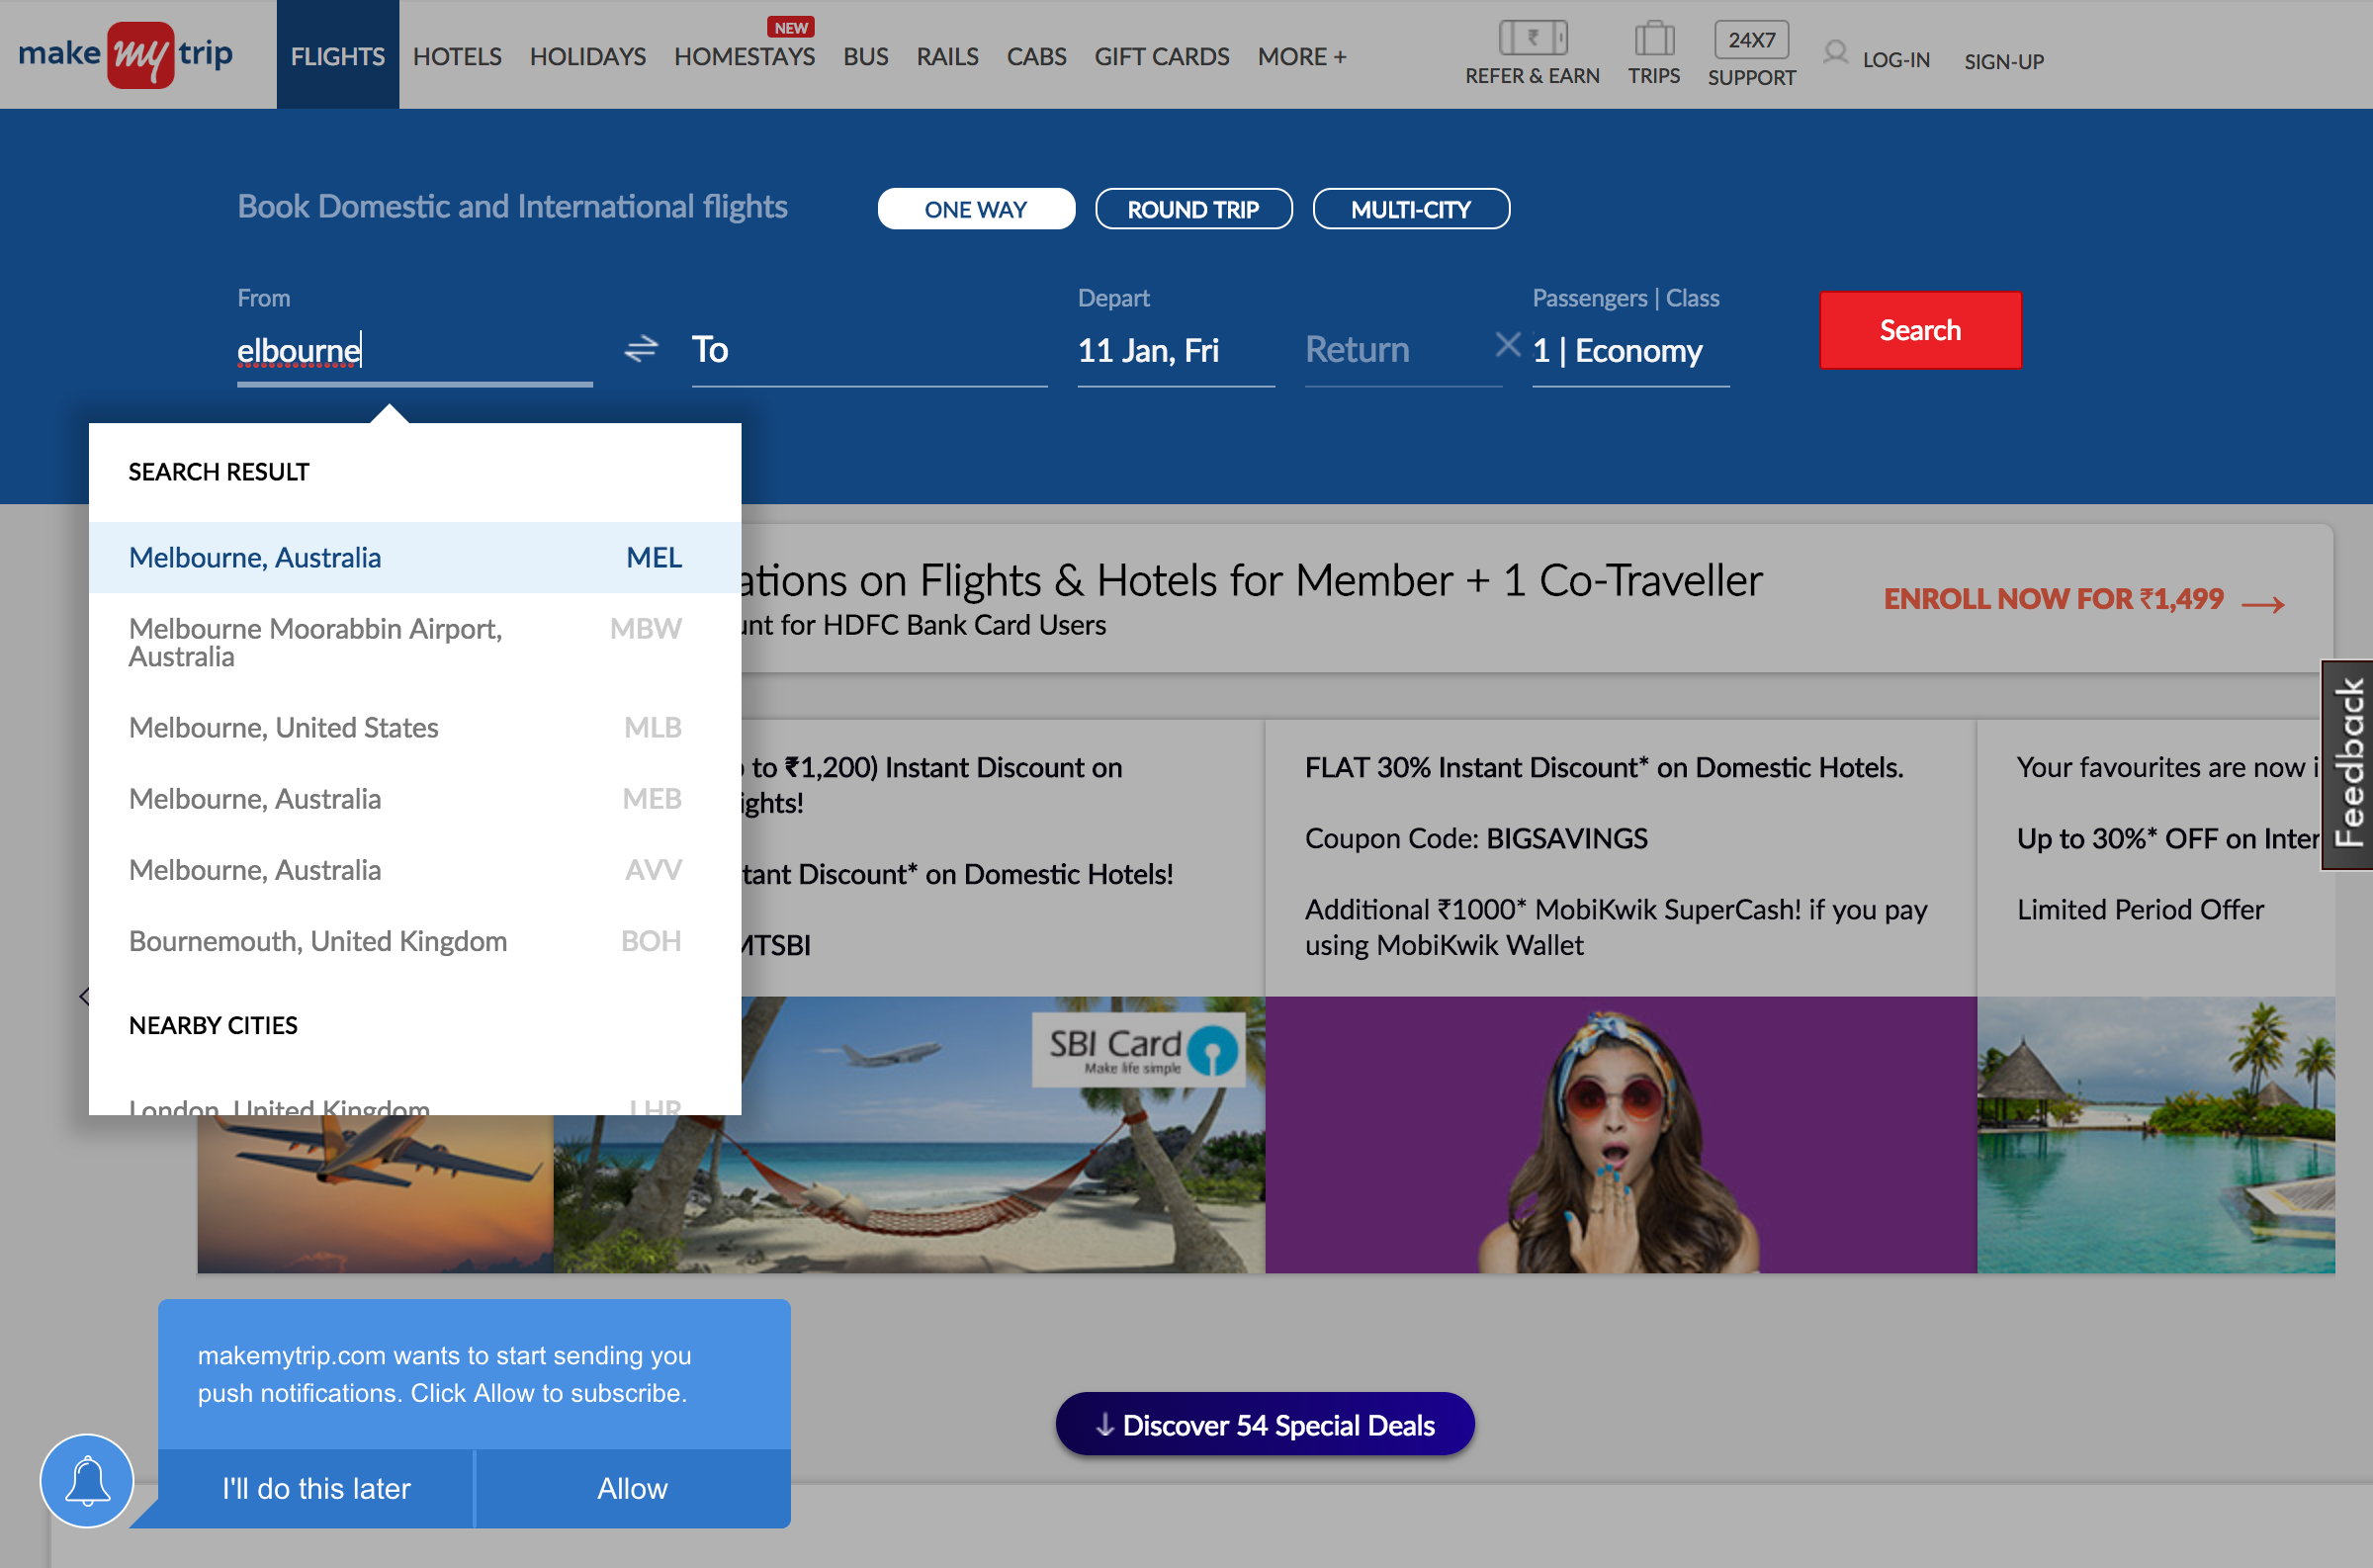 make my trip
FLIGHTS
HOTELS
HOLIDAYS
NEW
HOMESTAYS
BUS
RAILS
CABS
GIFT CARDS
MORE +
REFER & EARN
TRIPS
24X7
SUPPORT
LOG-IN
SIGN-UP
Book Domestic and International flights
ONE WAY
ROUND TRIP
MULTI-CITY
From
elbourne
To
Depart
11 Jan, Fri
Return
Passengers | Class
1 | Economy
Search
SEARCH RESULT
Melbourne, Australia MEL
Melbourne Moorabbin Airport, MBW
Australia
Melbourne, United States MLB
Melbourne, Australia MEB
Melbourne, Australia AVV
Bournemouth, United Kingdom BOH
NEARBY CITIES
London, United Kingdom LHR
ations on Flights & Hotels for Member + 1 Co-Traveller
unt for HDFC Bank Card Users
ENROLL NOW FOR ₹1,499
Feedback
to ₹1,200) Instant Discount on
ights!
tant Discount* on Domestic Hotels!
MTSBI
FLAT 30% Instant Discount* on Domestic Hotels.
Coupon Code: BIGSAVINGS
Additional ₹1000* MobiKwik SuperCash! if you pay
using MobiKwik Wallet
Your favourites are now i
Up to 30%* OFF on Inter
Limited Period Offer
SBI Card
Make life simple
makemytrip.com wants to start sending you
push notifications. Click Allow to subscribe.
I'll do this later
Allow
Discover 54 Special Deals